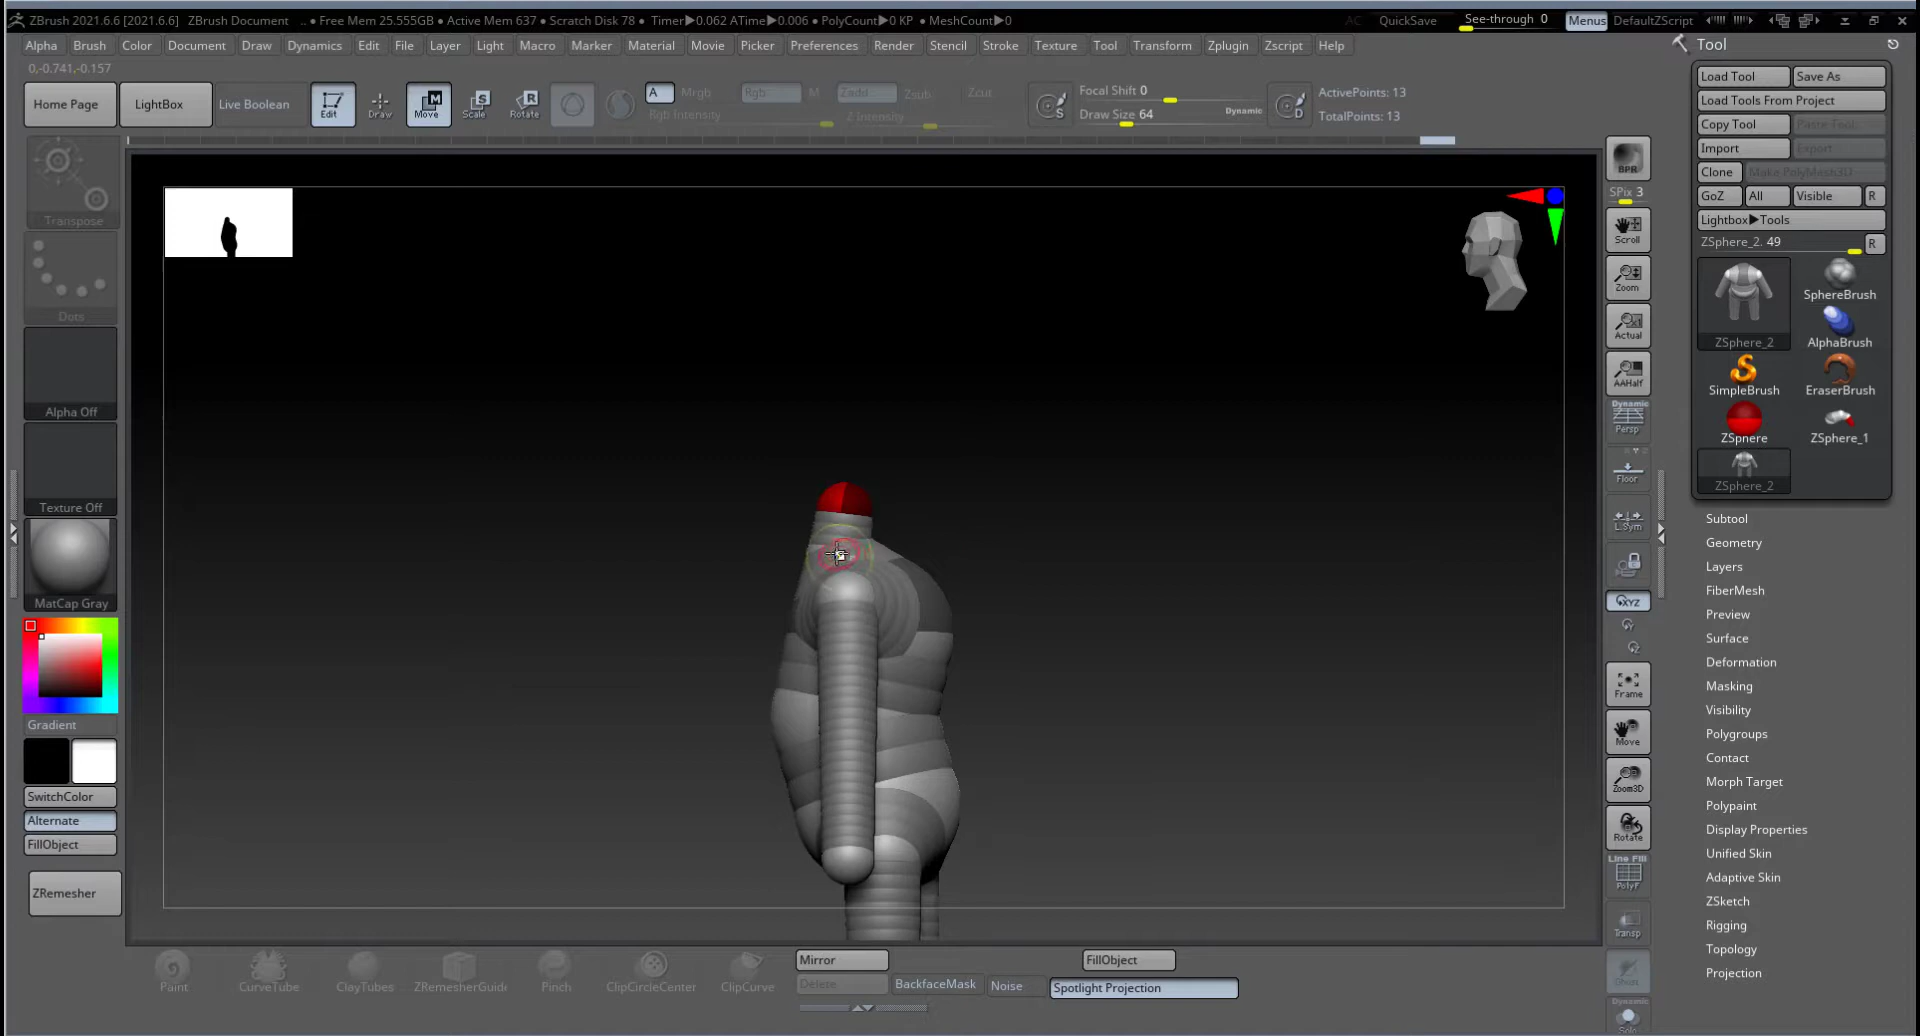 ZBrush 2021.6.6 [2021.6.6] ZBrush Document .. • Free Mem 25.555GB • Active Mem 637 • Scratch Disk 78 • Timer▶0.062 ATime▶0.006 • PolyCount▶0 KP • MeshCount▶0 AC QuickSave See-through 0 Menus DefaultZScript
Alpha Brush Color Document Draw Dynamics Edit File Layer Light Macro Marker Material Movie Picker Preferences Render Stencil Stroke Texture Tool Transform Zplugin Zscript Help
0,-0.741,-0.157
Home Page LightBox Live Boolean Edit Draw Move Scale Rotate
A Mrgb Rgb M Zadd Zsub Zcut
Rgb Intensity Z Intensity
Focal Shift 0
Draw Size 64 Dynamic
ActivePoints: 13
TotalPoints: 13
Transpose
Dots
Alpha Off
Texture Off
MatCap Gray
Gradient
SwitchColor
Alternate
FillObject
ZRemesher
BPR
SPix 3
Scroll
Zoom
Actual
AAHalf
Dynamic
Persp
Floor
L.Sym
XYZ
Frame
Move
Zoom3D
Rotate
Line Fill
PolyF
Transp
Ghost
Dynamic
Solo
Tool
Load Tool Save As
Load Tools From Project
Copy Tool Paste Tool
Import Export
Clone Make PolyMesh3D
GoZ All Visible R
Lightbox▶Tools
ZSphere_2. 49 R
ZSphere_2 SphereBrush
AlphaBrush
SimpleBrush EraserBrush
ZSphere ZSphere_1
ZSphere_2
Subtool
Geometry
Layers
FiberMesh
Preview
Surface
Deformation
Masking
Visibility
Polygroups
Contact
Morph Target
Polypaint
Display Properties
Unified Skin
Adaptive Skin
ZSketch
Rigging
Topology
Projection
Paint CurveTube ClayTubes ZRemesherGuide Pinch ClipCircleCenter ClipCurve
Mirror FillObject
Delete BackfaceMask Noise Spotlight Projection